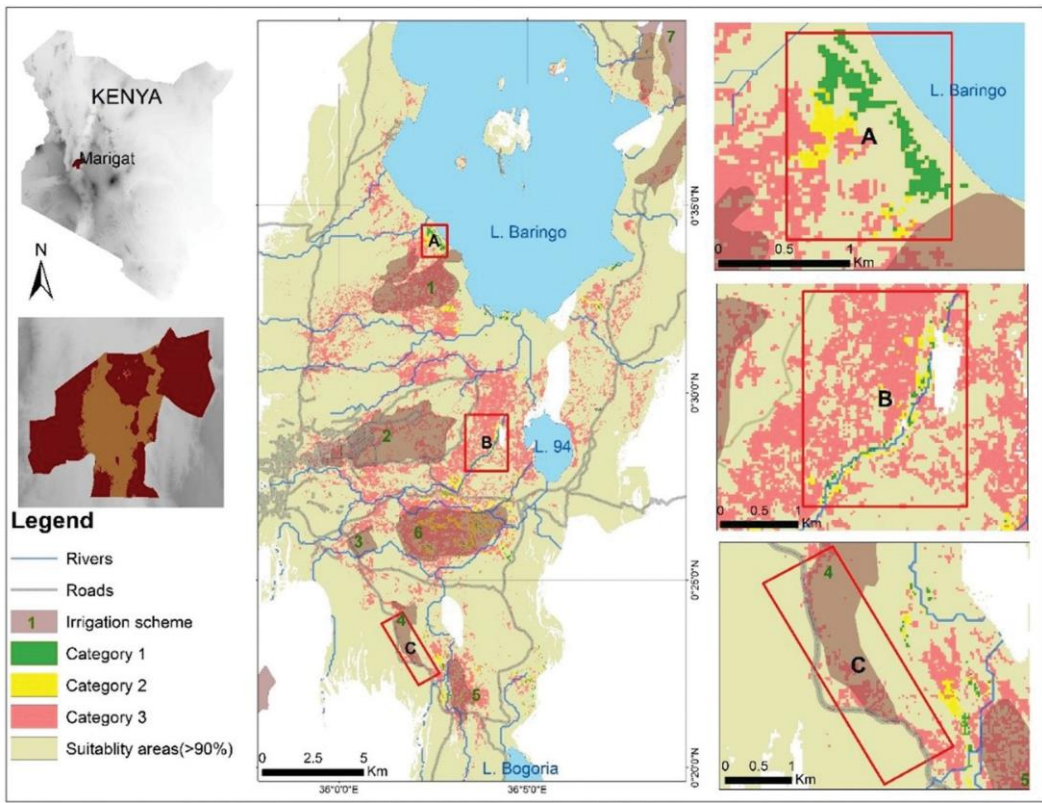 KENYA
Marigat
N
Legend
Rivers
Roads
1 Irrigation scheme
Category 1
Category 2
Category 3
Suitablity areas(>90%)
7
L. Baringo
A
1
2
B
L. 94
3
6
4
C
5
0 2.5 5
Km
L. Bogoria
36°0'0"E
36°5'0"E
0°35'0"N
0°30'0"N
0°25'0"N
0°20'0"N
L. Baringo
A
0 0.5 1
Km
B
0 0.5 1
Km
4
C
5
0 0.5 1
Km